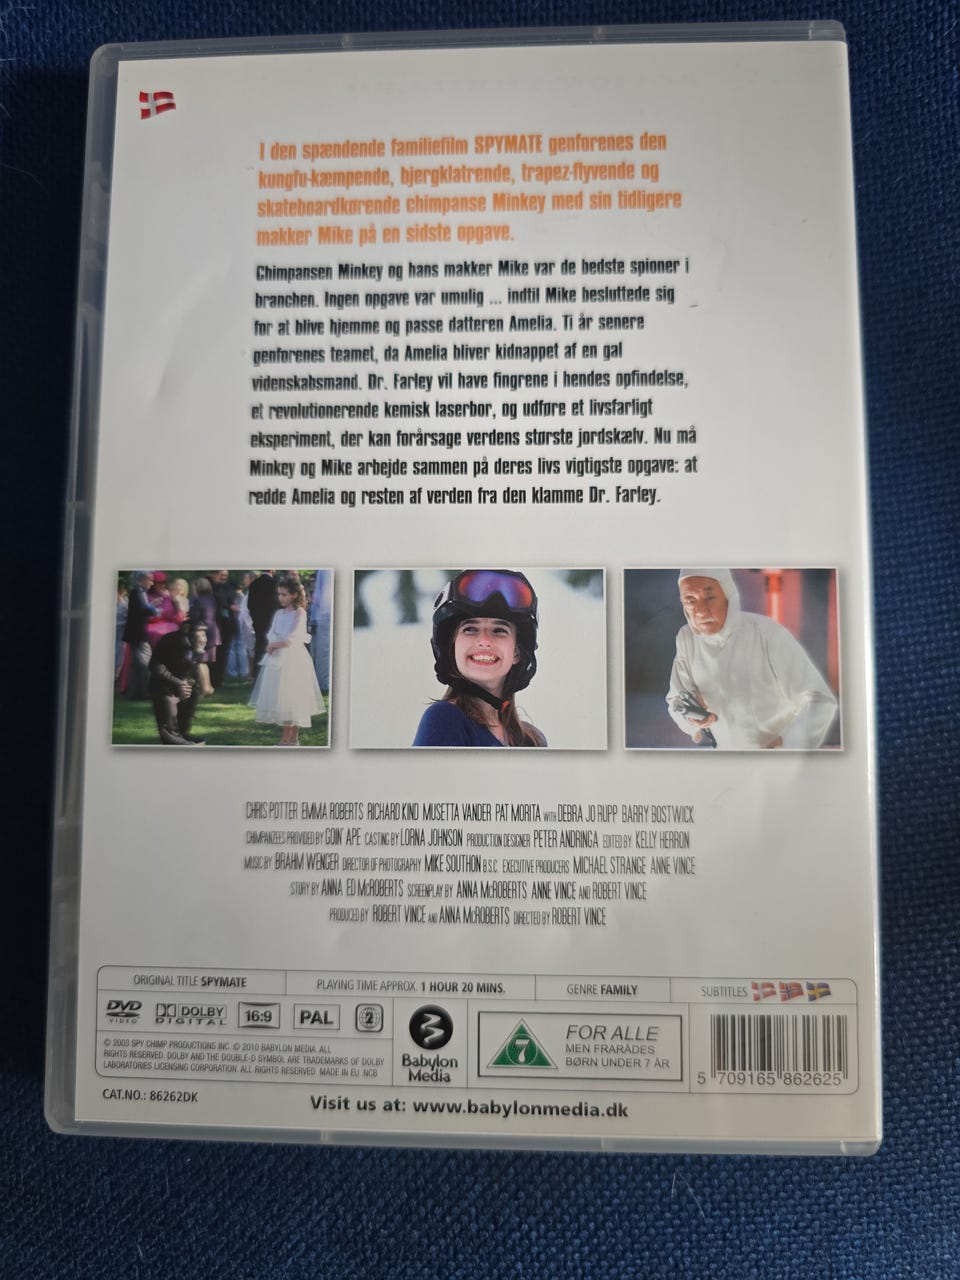 I den spændende familiefilm SPYMATE genforenes den
kungfu-kæmpende, bjergklatrende, trapez-flyvende og
skateboardkørende chimpanse Minkey med sin tidligere
makker Mike på en sidste opgave.
Chimpansen Minkey og hans makker Mike var de bedste spioner i
branchen. Ingen opgave var umulig ... indtil Mike besluttede sig
for at blive hjemme og passe datteren Amelia. Ti år senere
genforenes teamet, da Amelia bliver kidnappet af en gal
videnskabsmand. Dr. Farley vil have fingrene i hendes opfindelse,
et revolutionerende kemisk laserbor, og udføre et livsfarligt
eksperiment, der kan forårsage verdens største jordskælv. Nu må
Minkey og Mike arbejde sammen på deres livs vigtigste opgave: at
redde Amelia og resten af verden fra den klamme Dr. Farley.
CHRIS POTTER EMMA ROBERTS RICHARD KIND MUSETTA VANDER PAT MORITA WITH DEBRA JO RUPP BARRY BOSTWICK
CHIMPANZEES PROVIDED BY GOIN' APE CASTING BY LORNA JOHNSON PRODUCTION DESIGNER PETER ANDRINGA EDITED BY KELLY HERRON
MUSIC BY BRAHM WENGER DIRECTOR OF PHOTOGRAPHY MIKE SOUTHON B.S.C. EXECUTIVE PRODUCERS MICHAEL STRANGE ANNE VINCE
STORY BY ANNA ED McROBERTS SCREENPLAY BY ANNA McROBERTS ANNE VINCE AND ROBERT VINCE
PRODUCED BY ROBERT VINCE AND ANNA McROBERTS DIRECTED BY ROBERT VINCE
ORIGINAL TITLE SPYMATE PLAYING TIME APPROX. 1 HOUR 20 MINS. GENRE FAMILY SUBTITLES
DVD VIDEO DOLBY DIGITAL 16:9 PAL 2
© 2003 SPY CHIMP PRODUCTIONS INC. © 2010 BABYLON MEDIA. ALL
RIGHTS RESERVED. DOLBY AND THE DOUBLE-D SYMBOL ARE TRADEMARKS OF DOLBY
LABORATORIES LICENSING CORPORATION. ALL RIGHTS RESERVED. MADE IN EU. NCB
Babylon
Media
7
FOR ALLE
MEN FRARÅDES
BØRN UNDER 7 ÅR
5 709165 862625
CAT.NO.: 86262DK
Visit us at: www.babylonmedia.dk